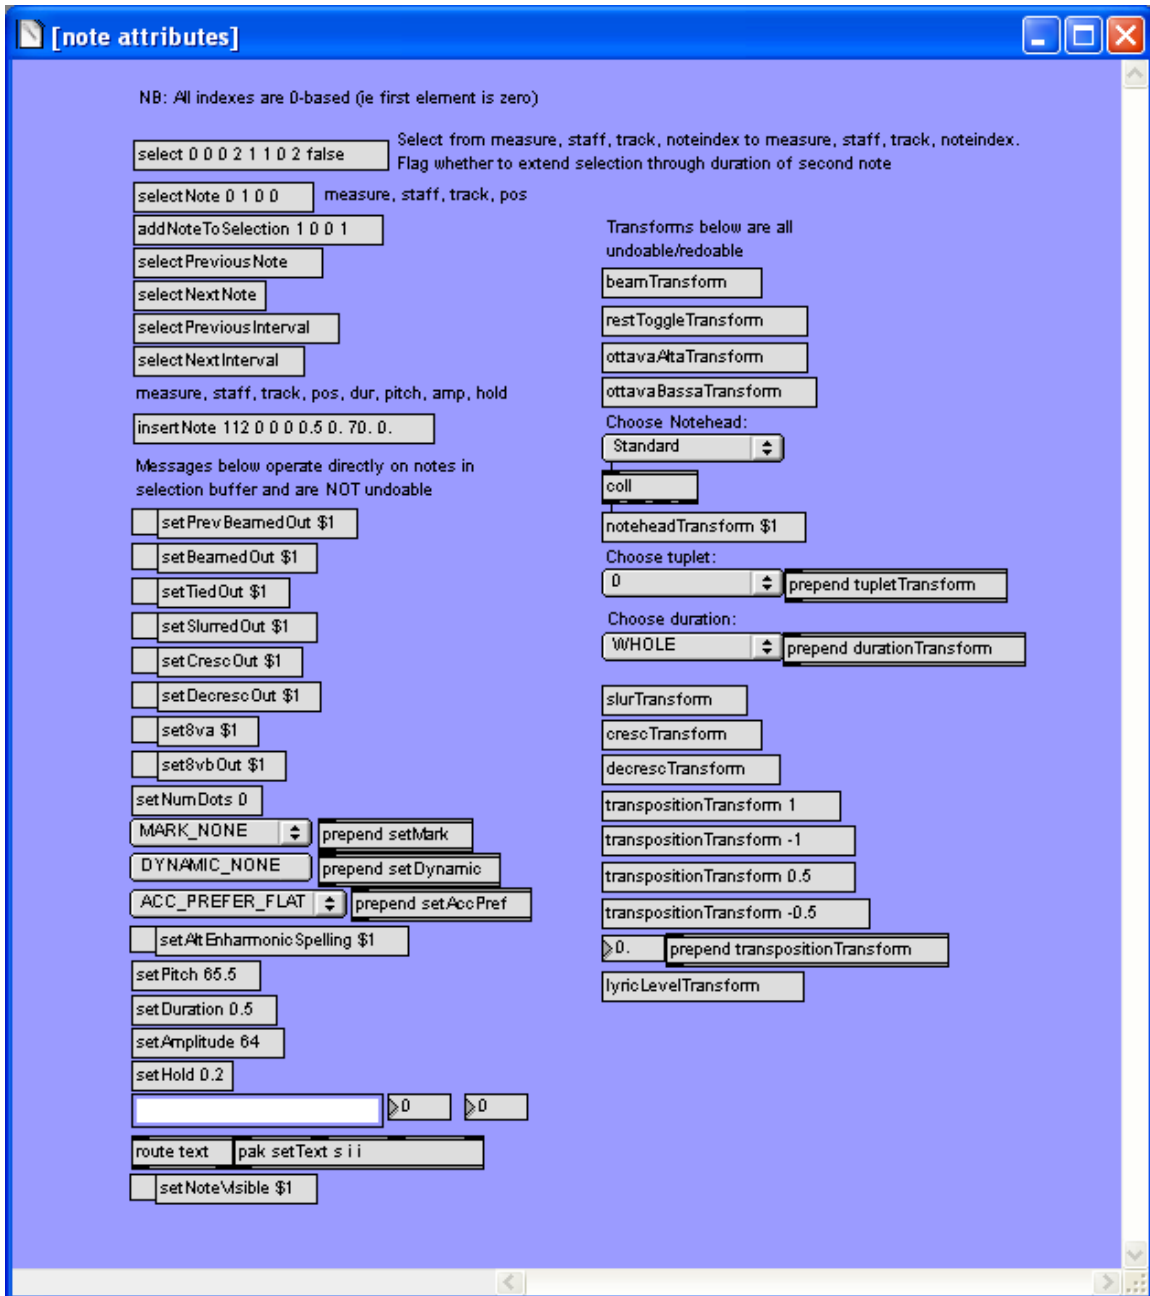 [note attributes]
NB: All indexes are 0-based (ie first element is zero)
select 0 0 0 2 1 1 0 2 false
Select from measure, staff, track, noteindex to measure, staff, track, noteindex.
Flag whether to extend selection through duration of second note
selectNote 0 1 0 0
measure, staff, track, pos
addNoteToSelection 1 0 0 1
selectPreviousNote
selectNextNote
selectPreviousInterval
selectNextInterval
measure, staff, track, pos, dur, pitch, amp, hold
insertNote 112 0 0 0 0.5 0. 70. 0.
Messages below operate directly on notes in
selection buffer and are NOT undoable
setPrevBeamedOut $1
setBeamedOut $1
setTiedOut $1
setSlurredOut $1
setCrescOut $1
setDecrescOut $1
set8va $1
set8vbOut $1
setNumDots 0
MARK_NONE
prepend setMark
DYNAMIC_NONE
prepend setDynamic
ACC_PREFER_FLAT
prepend setAccPref
setAltEnharmonicSpelling $1
setPitch 65.5
setDuration 0.5
setAmplitude 64
setHold 0.2
0
0
route text
pak setText s i i
setNoteVisible $1
Transforms below are all
undoable/redoable
beamTransform
restToggleTransform
ottavaAltaTransform
ottavaBassaTransform
Choose Notehead:
Standard
coll
noteheadTransform $1
Choose tuplet:
0
prepend tupletTransform
Choose duration:
WHOLE
prepend durationTransform
slurTransform
crescTransform
decrescTransform
transpositionTransform 1
transpositionTransform -1
transpositionTransform 0.5
transpositionTransform -0.5
0.
prepend transpositionTransform
lyricLevelTransform